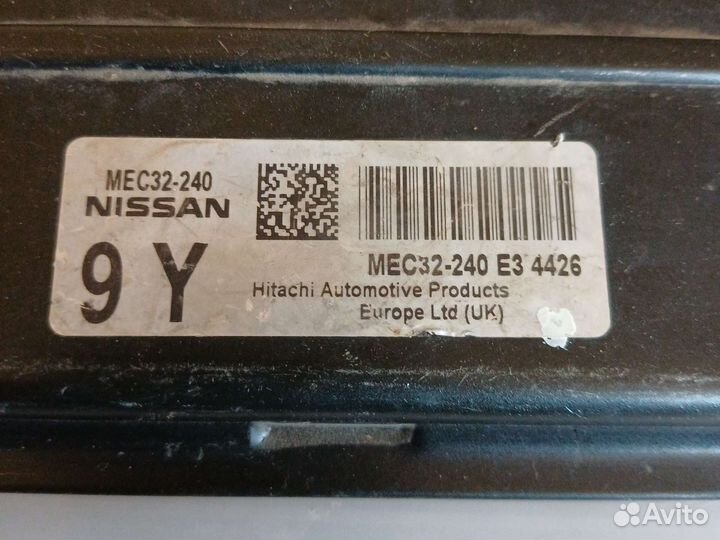 MEC32-240
NISSAN
9 Y
MEC32-240 E3 4426
Hitachi Automotive Products
Europe Ltd (UK)
Avito